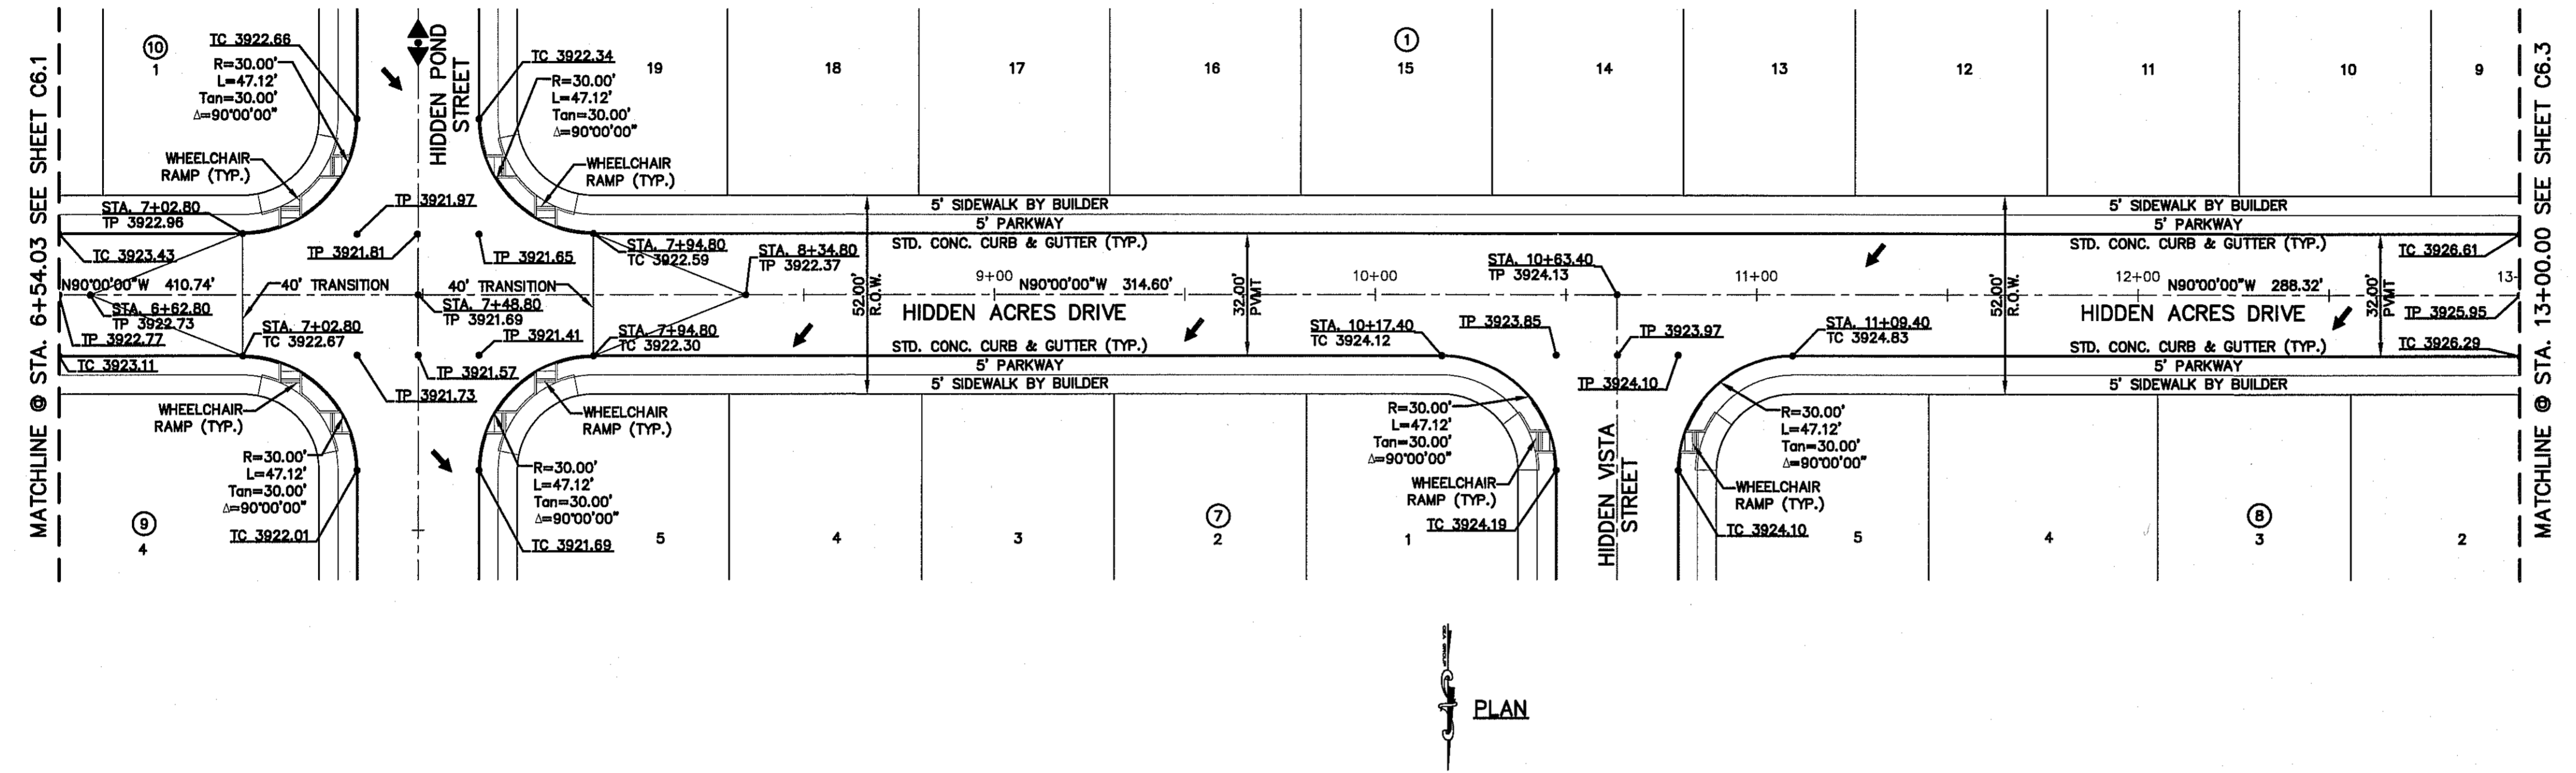 MATCHLINE @ STA. 6+54.03 SEE SHEET C6.1
10
1
TC 3922.66
R=30.00'
L=47.12'
Tan=30.00'
Δ=90°00'00"
WHEELCHAIR
RAMP (TYP.)
HIDDEN POND
STREET
TC 3922.34
R=30.00'
L=47.12'
Tan=30.00'
Δ=90°00'00"
WHEELCHAIR
RAMP (TYP.)
19
18
17
16
1
15
14
13
12
11
10
9
MATCHLINE @ STA. 13+00.00 SEE SHEET C6.3
STA. 7+02.80
TP 3922.96
TC 3923.43
TP 3921.97
TP 3921.81
TP 3921.65
STA. 7+94.80
TC 3922.59
STA. 8+34.80
TP 3922.37
5' SIDEWALK BY BUILDER
5' PARKWAY
STD. CONC. CURB & GUTTER (TYP.)
5' SIDEWALK BY BUILDER
5' PARKWAY
STD. CONC. CURB & GUTTER (TYP.)
TC 3926.61
N90°00'00"W 410.74'
40' TRANSITION
40' TRANSITION
STA. 6+62.80
TP 3922.73
TP 3922.77
STA. 7+48.80
TP 3921.69
52.00'
R.O.W.
9+00
N90°00'00"W 314.60'
HIDDEN ACRES DRIVE
32.00'
PVMT
10+00
STA. 10+63.40
TP 3924.13
11+00
52.00'
R.O.W.
12+00
N90°00'00"W 288.32'
HIDDEN ACRES DRIVE
32.00'
PVMT
13-
TP 3925.95
STA. 7+02.80
TC 3922.67
TP 3921.41
STA. 7+94.80
TC 3922.30
TC 3923.11
TP 3921.57
TP 3921.73
STD. CONC. CURB & GUTTER (TYP.)
5' PARKWAY
5' SIDEWALK BY BUILDER
STA. 10+17.40
TC 3924.12
TP 3923.85
TP 3923.97
TP 3924.10
STA. 11+09.40
TC 3924.83
STD. CONC. CURB & GUTTER (TYP.)
5' PARKWAY
5' SIDEWALK BY BUILDER
TC 3926.29
WHEELCHAIR
RAMP (TYP.)
R=30.00'
L=47.12'
Tan=30.00'
Δ=90°00'00"
TC 3922.01
9
4
WHEELCHAIR
RAMP (TYP.)
R=30.00'
L=47.12'
Tan=30.00'
Δ=90°00'00"
TC 3921.69
5
4
3
7
2
1
R=30.00'
L=47.12'
Tan=30.00'
Δ=90°00'00"
WHEELCHAIR
RAMP (TYP.)
TC 3924.19
HIDDEN VISTA
STREET
R=30.00'
L=47.12'
Tan=30.00'
Δ=90°00'00"
WHEELCHAIR
RAMP (TYP.)
TC 3924.10
5
4
8
3
2
PLAN